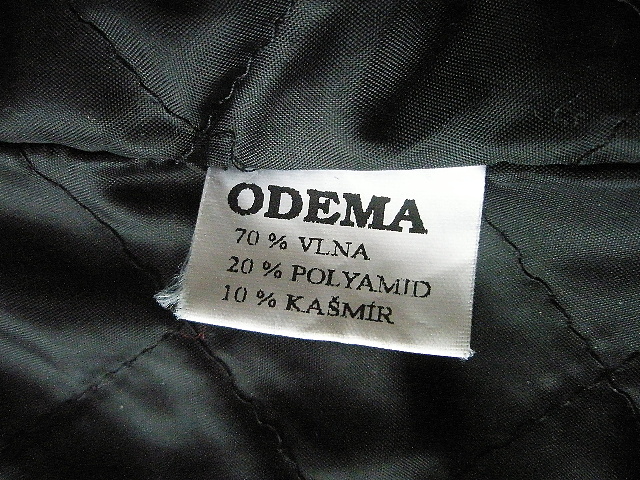 ODEMA
70 % VLNA
20 % POLYAMID
10 % KAŠMÍR